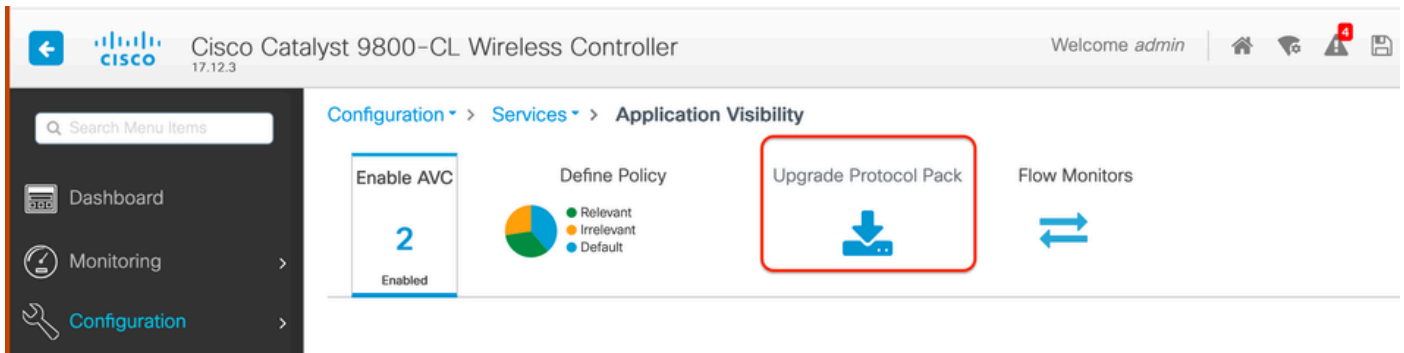 CISCO
Cisco Catalyst 9800-CL Wireless Controller
17.12.3
Welcome admin
4
Search Menu Items
Dashboard
Monitoring
Configuration
Configuration > Services > Application Visibility
Enable AVC
2
Enabled
Define Policy
Relevant
Irrelevant
Default
Upgrade Protocol Pack
Flow Monitors